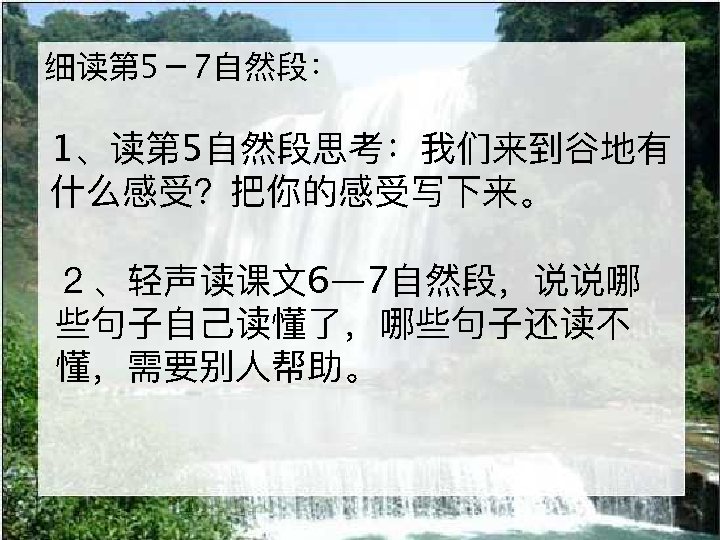 细读第5－7自然段：
1、读第5自然段思考：我们来到谷地有
什么感受？把你的感受写下来。
２、轻声读课文6—7自然段，说说哪
些句子自己读懂了，哪些句子还读不
懂，需要别人帮助。